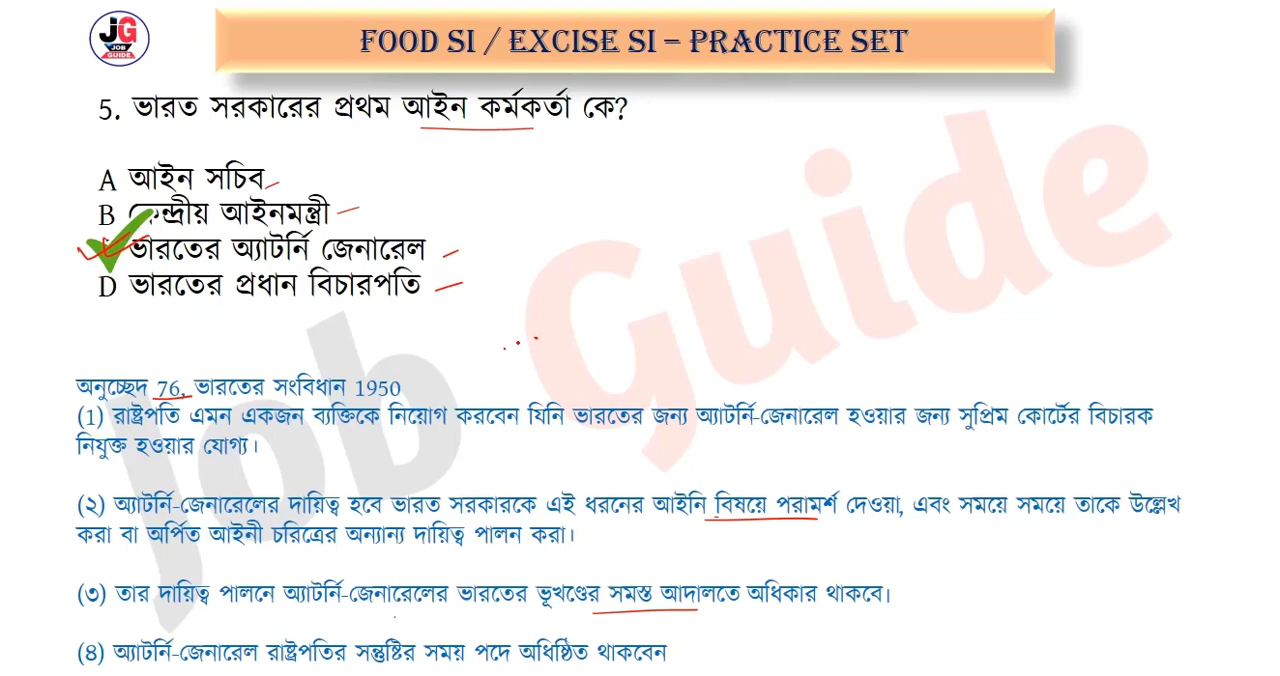 JG
JOB
GUIDE
FOOD SI / EXCISE SI – PRACTICE SET
5. ভারত সরকারের প্রথম আইন কর্মকর্তা কে?
A আইন সচিব
B কেন্দ্রীয় আইনমন্ত্রী
ভারতের অ্যাটর্নি জেনারেল
D ভারতের প্রধান বিচারপতি
Job Guide
অনুচ্ছেদ 76, ভারতের সংবিধান 1950
(1) রাষ্ট্রপতি এমন একজন ব্যক্তিকে নিয়োগ করবেন যিনি ভারতের জন্য অ্যাটর্নি-জেনারেল হওয়ার জন্য সুপ্রিম কোর্টের বিচারক
নিযুক্ত হওয়ার যোগ্য।
(২) অ্যাটর্নি-জেনারেলের দায়িত্ব হবে ভারত সরকারকে এই ধরনের আইনি বিষয়ে পরামর্শ দেওয়া, এবং সময়ে সময়ে তাকে উল্লেখ
করা বা অর্পিত আইনী চরিত্রের অন্যান্য দায়িত্ব পালন করা।
(৩) তার দায়িত্ব পালনে অ্যাটর্নি-জেনারেলের ভারতের ভূখণ্ডের সমস্ত আদালতে অধিকার থাকবে।
(৪) অ্যাটর্নি-জেনারেল রাষ্ট্রপতির সন্তুষ্টির সময় পদে অধিষ্ঠিত থাকবেন